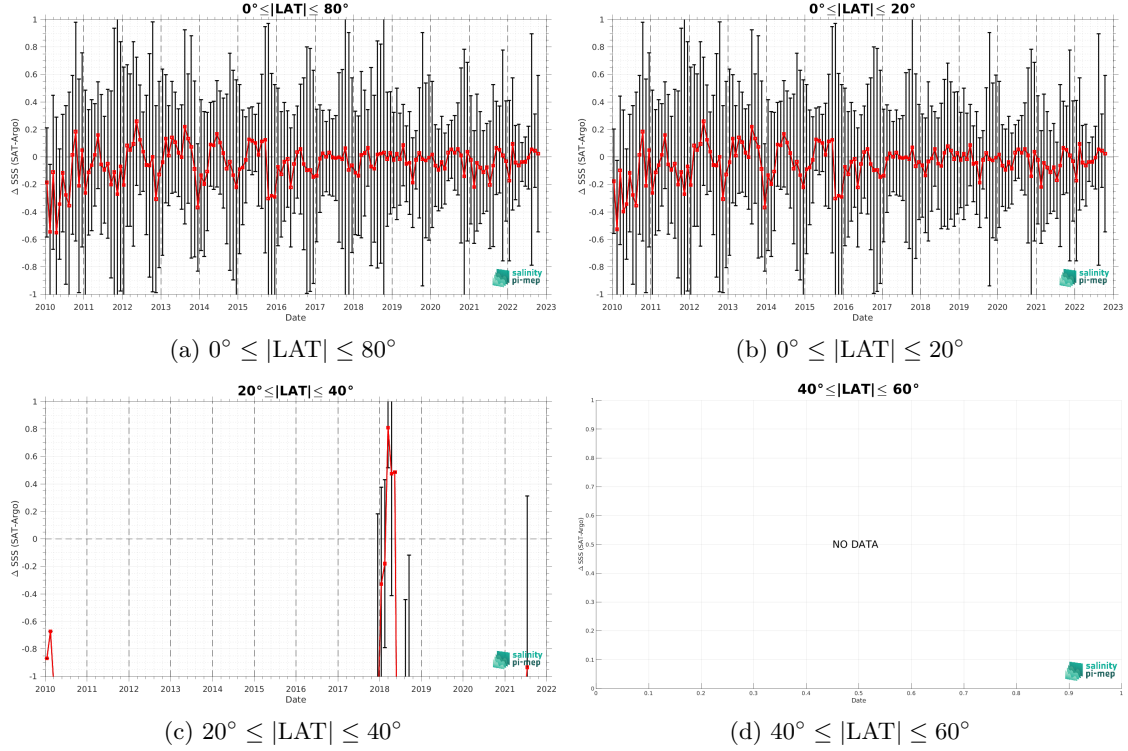 0°≤|LAT|≤ 80°
Δ SSS (SAT-Argo)
1
0.8
0.6
0.4
0.2
0
-0.2
-0.4
-0.6
-0.8
-1
2010 2011 2012 2013 2014 2015 2016 2017 2018 2019 2020 2021 2022 2023
Date
salinity
pi-mep
(a) 0° ≤ |LAT| ≤ 80°
0°≤|LAT|≤ 20°
Δ SSS (SAT-Argo)
1
0.8
0.6
0.4
0.2
0
-0.2
-0.4
-0.6
-0.8
-1
2010 2011 2012 2013 2014 2015 2016 2017 2018 2019 2020 2021 2022 2023
Date
salinity
pi-mep
(b) 0° ≤ |LAT| ≤ 20°
20°≤|LAT|≤ 40°
Δ SSS (SAT-Argo)
1
0.8
0.6
0.4
0.2
0
-0.2
-0.4
-0.6
-0.8
-1
2010 2011 2012 2013 2014 2015 2016 2017 2018 2019 2020 2021 2022
Date
salinity
pi-mep
(c) 20° ≤ |LAT| ≤ 40°
40°≤|LAT|≤ 60°
Δ SSS (SAT-Argo)
1
0.9
0.8
0.7
0.6
0.5
0.4
0.3
0.2
0.1
0
NO DATA
0 0.1 0.2 0.3 0.4 0.5 0.6 0.7 0.8 0.9 1
Date
salinity
pi-mep
(d) 40° ≤ |LAT| ≤ 60°